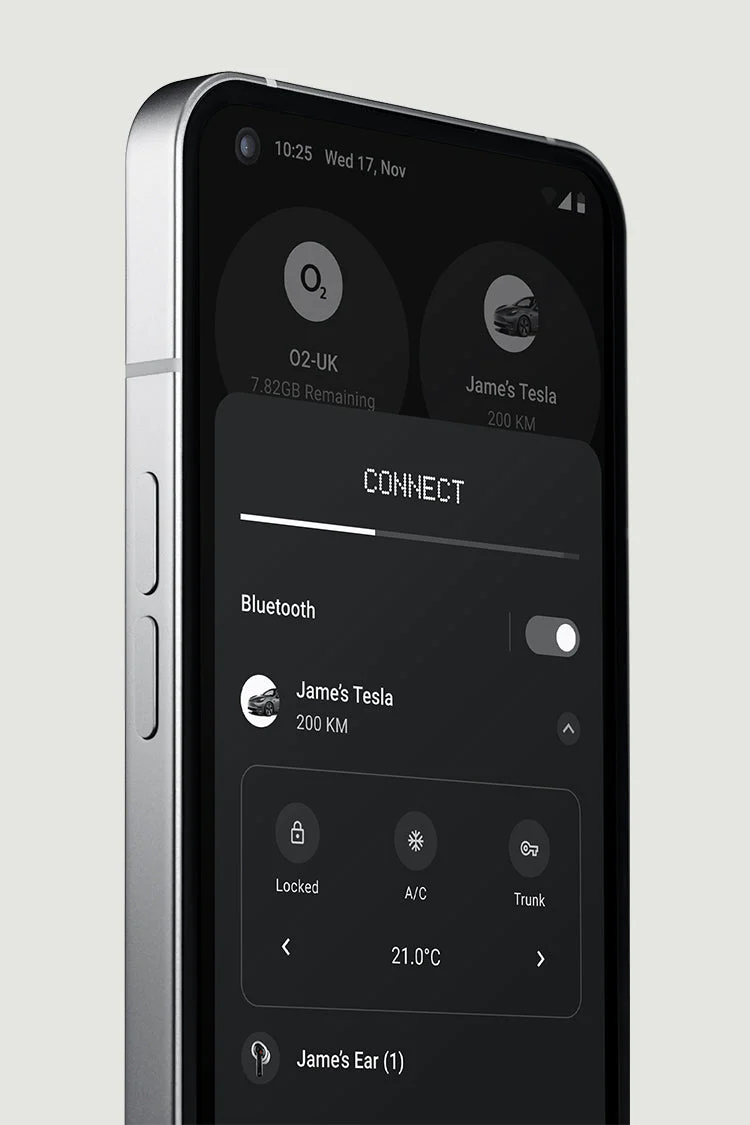 10:25 Wed 17, Nov
O2
O2-UK
7.82GB Remaining
Jame's Tesla
200 KM
CONNECT
Bluetooth
Jame's Tesla
200 KM
Locked
A/C
Trunk
21.0°C
Jame's Ear (1)